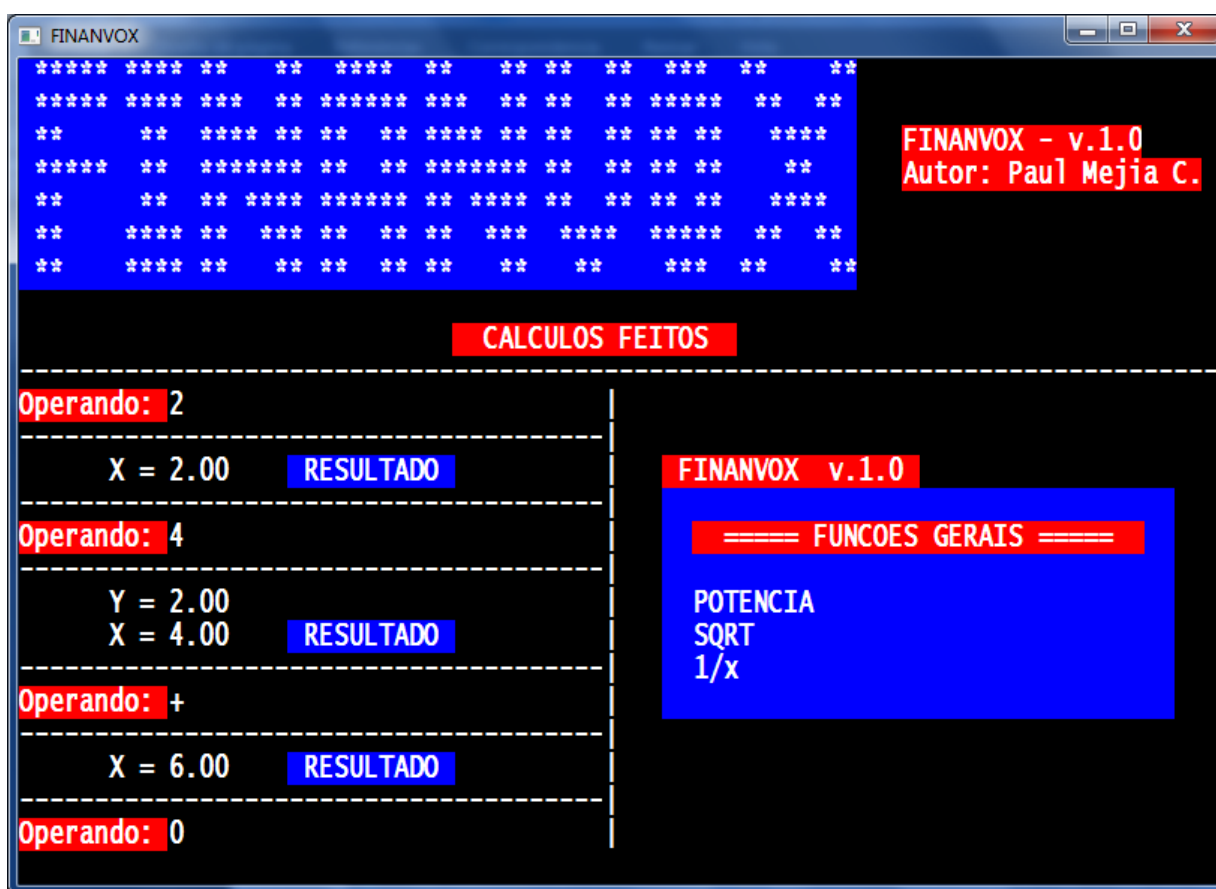 FINANVOX
FINANVOX - v.1.0
Autor: Paul Mejia C.
CALCULOS FEITOS
Operando: 2
X = 2.00 RESULTADO
Operando: 4
Y = 2.00
X = 4.00 RESULTADO
Operando: +
X = 6.00 RESULTADO
Operando: 0
FINANVOX v.1.0
===== FUNCOES GERAIS =====
POTENCIA
SQRT
1/x